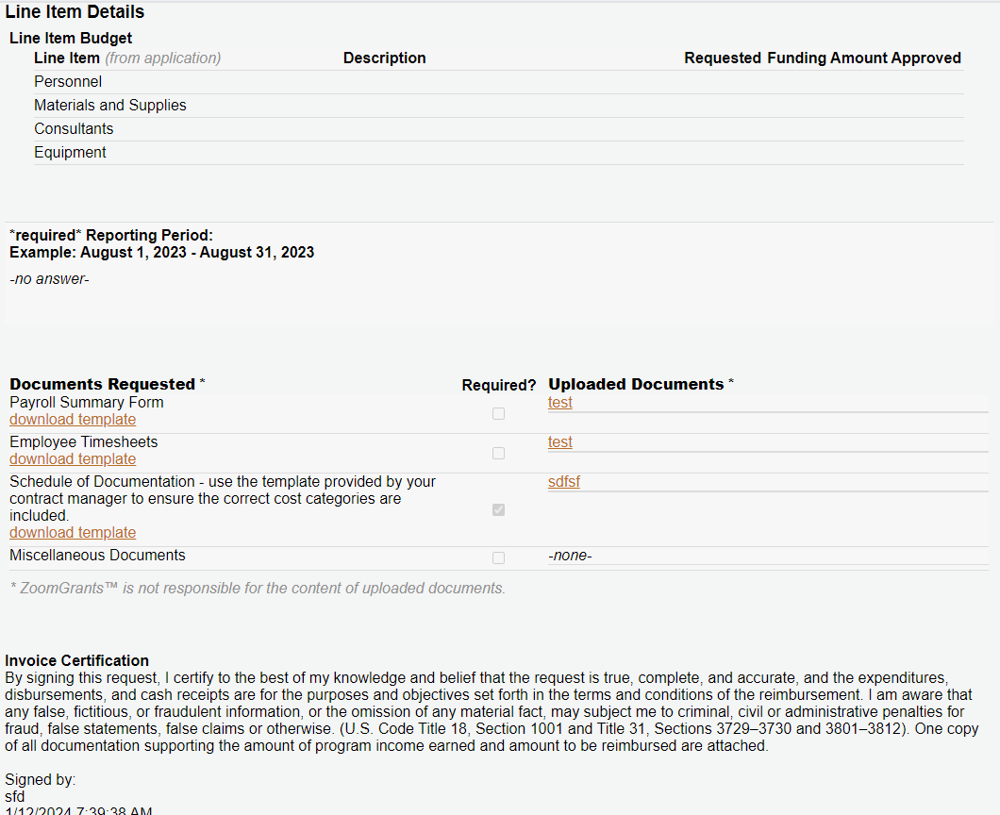 Line Item Details
Line Item Budget
Line Item (from application) Description Requested Funding Amount Approved
Personnel
Materials and Supplies
Consultants
Equipment
*required* Reporting Period:
Example: August 1, 2023 - August 31, 2023
-no answer-
Documents Requested * Required? Uploaded Documents *
Payroll Summary Form test
download template
Employee Timesheets test
download template
Schedule of Documentation - use the template provided by your sdfsf
contract manager to ensure the correct cost categories are
included.
download template
Miscellaneous Documents -none-
* ZoomGrants™ is not responsible for the content of uploaded documents.
Invoice Certification
By signing this request, I certify to the best of my knowledge and belief that the request is true, complete, and accurate, and the expenditures,
disbursements, and cash receipts are for the purposes and objectives set forth in the terms and conditions of the reimbursement. I am aware that
any false, fictitious, or fraudulent information, or the omission of any material fact, may subject me to criminal, civil or administrative penalties for
fraud, false statements, false claims or otherwise. (U.S. Code Title 18, Section 1001 and Title 31, Sections 3729–3730 and 3801–3812). One copy
of all documentation supporting the amount of program income earned and amount to be reimbursed are attached.
Signed by:
sfd
1/12/2024 7:39:38 AM